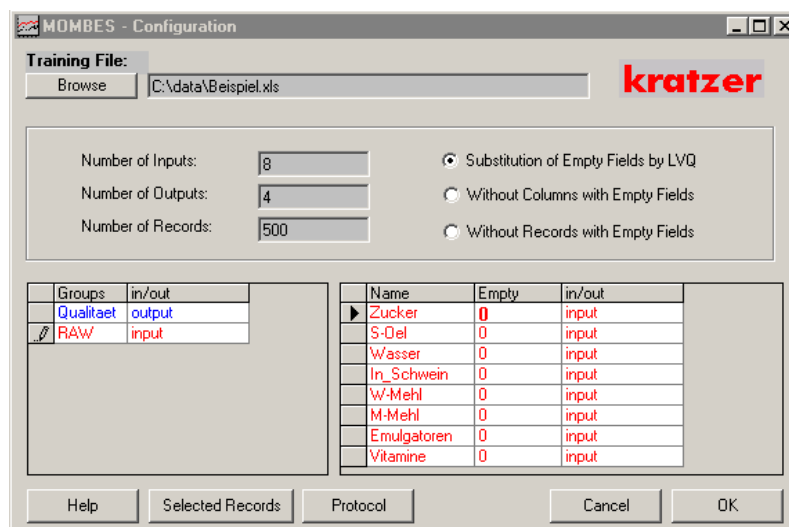 MOMBES - Configuration
Training File:
Browse C:\data\Beispiel.xls
kratzer
Number of Inputs: 8
Number of Outputs: 4
Number of Records: 500
Substitution of Empty Fields by LVQ
Without Columns with Empty Fields
Without Records with Empty Fields
Groups in/out
Qualitaet output
RAW input
Name Empty in/out
Zucker 0 input
S-Oel 0 input
Wasser 0 input
In_Schwein 0 input
W-Mehl 0 input
M-Mehl 0 input
Emulgatoren 0 input
Vitamine 0 input
Help Selected Records Protocol Cancel OK